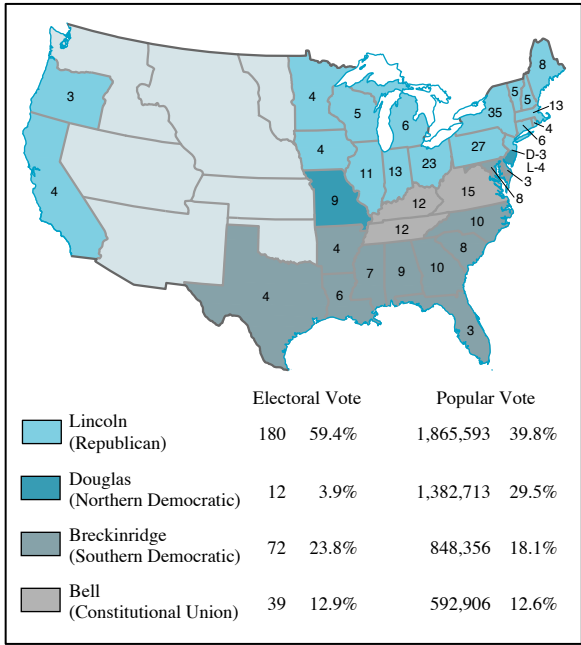 8
3
4
5
5
5
35
13
4
6
6
4
27
D-3
L-4
3
8
4
11
13
23
9
12
15
12
10
4
8
4
7
9
10
6
3
Electoral Vote Popular Vote
Lincoln
(Republican) 180 59.4% 1,865,593 39.8%
Douglas
(Northern Democratic) 12 3.9% 1,382,713 29.5%
Breckinridge
(Southern Democratic) 72 23.8% 848,356 18.1%
Bell
(Constitutional Union) 39 12.9% 592,906 12.6%